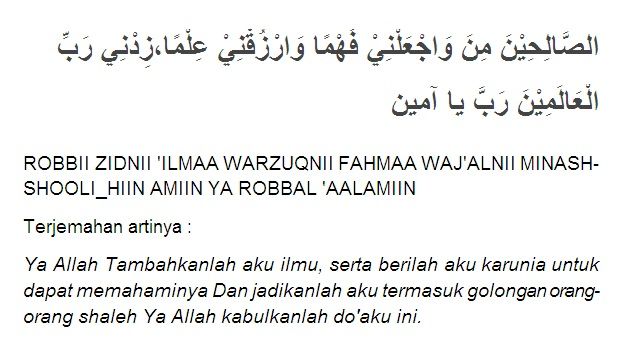 رَبِّ زِدْنِي،عِلْمًا وَارْزُقْنِيْ فَهْمًا وَاجْعَلْنِيْ مِنَ الصَّالِحِيْنَ
آمين يا رَبَّ الْعَالَمِيْنَ
ROBBII ZIDNII 'ILMAA WARZUQNII FAHMAA WAJ'ALNII MINASH-
SHOOLI_HIIN AMIIN YA ROBBAL 'AALAMIIN
Terjemahan artinya :
Ya Allah Tambahkanlah aku ilmu, serta berilah aku karunia untuk
dapat memahaminya Dan jadikanlah aku termasuk golongan orang-
orang shaleh Ya Allah kabulkanlah do'aku ini.